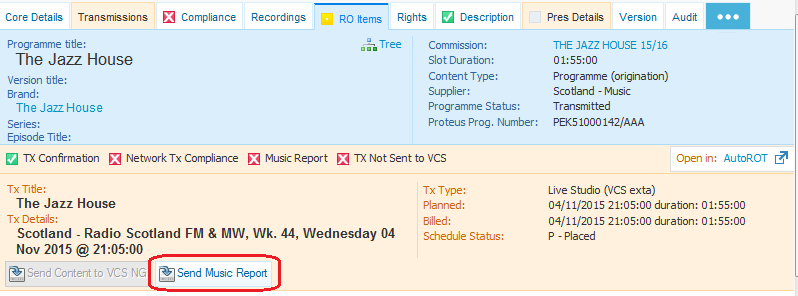 Core Details Transmissions Compliance Recordings RO Items Rights Description Pres Details Version Audit
Programme title:
The Jazz House
Tree
Version title:
Brand:
The Jazz House
Series:
Episode Title:
Commission: THE JAZZ HOUSE 15/16
Slot Duration: 01:55:00
Content Type: Programme (origination)
Supplier: Scotland - Music
Programme Status: Transmitted
Proteus Prog. Number: PEK51000142/AAA
TX Confirmation Network Tx Compliance Music Report TX Not Sent to VCS Open in: AutoROT
Tx Title:
The Jazz House
Tx Details:
Scotland - Radio Scotland FM & MW, Wk. 44, Wednesday 04
Nov 2015 @ 21:05:00
Tx Type: Live Studio (VCS exta)
Planned: 04/11/2015 21:05:00 duration: 01:55:00
Billed: 04/11/2015 21:05:00 duration: 01:55:00
Schedule Status: P - Placed
Send Content to VCS NG Send Music Report